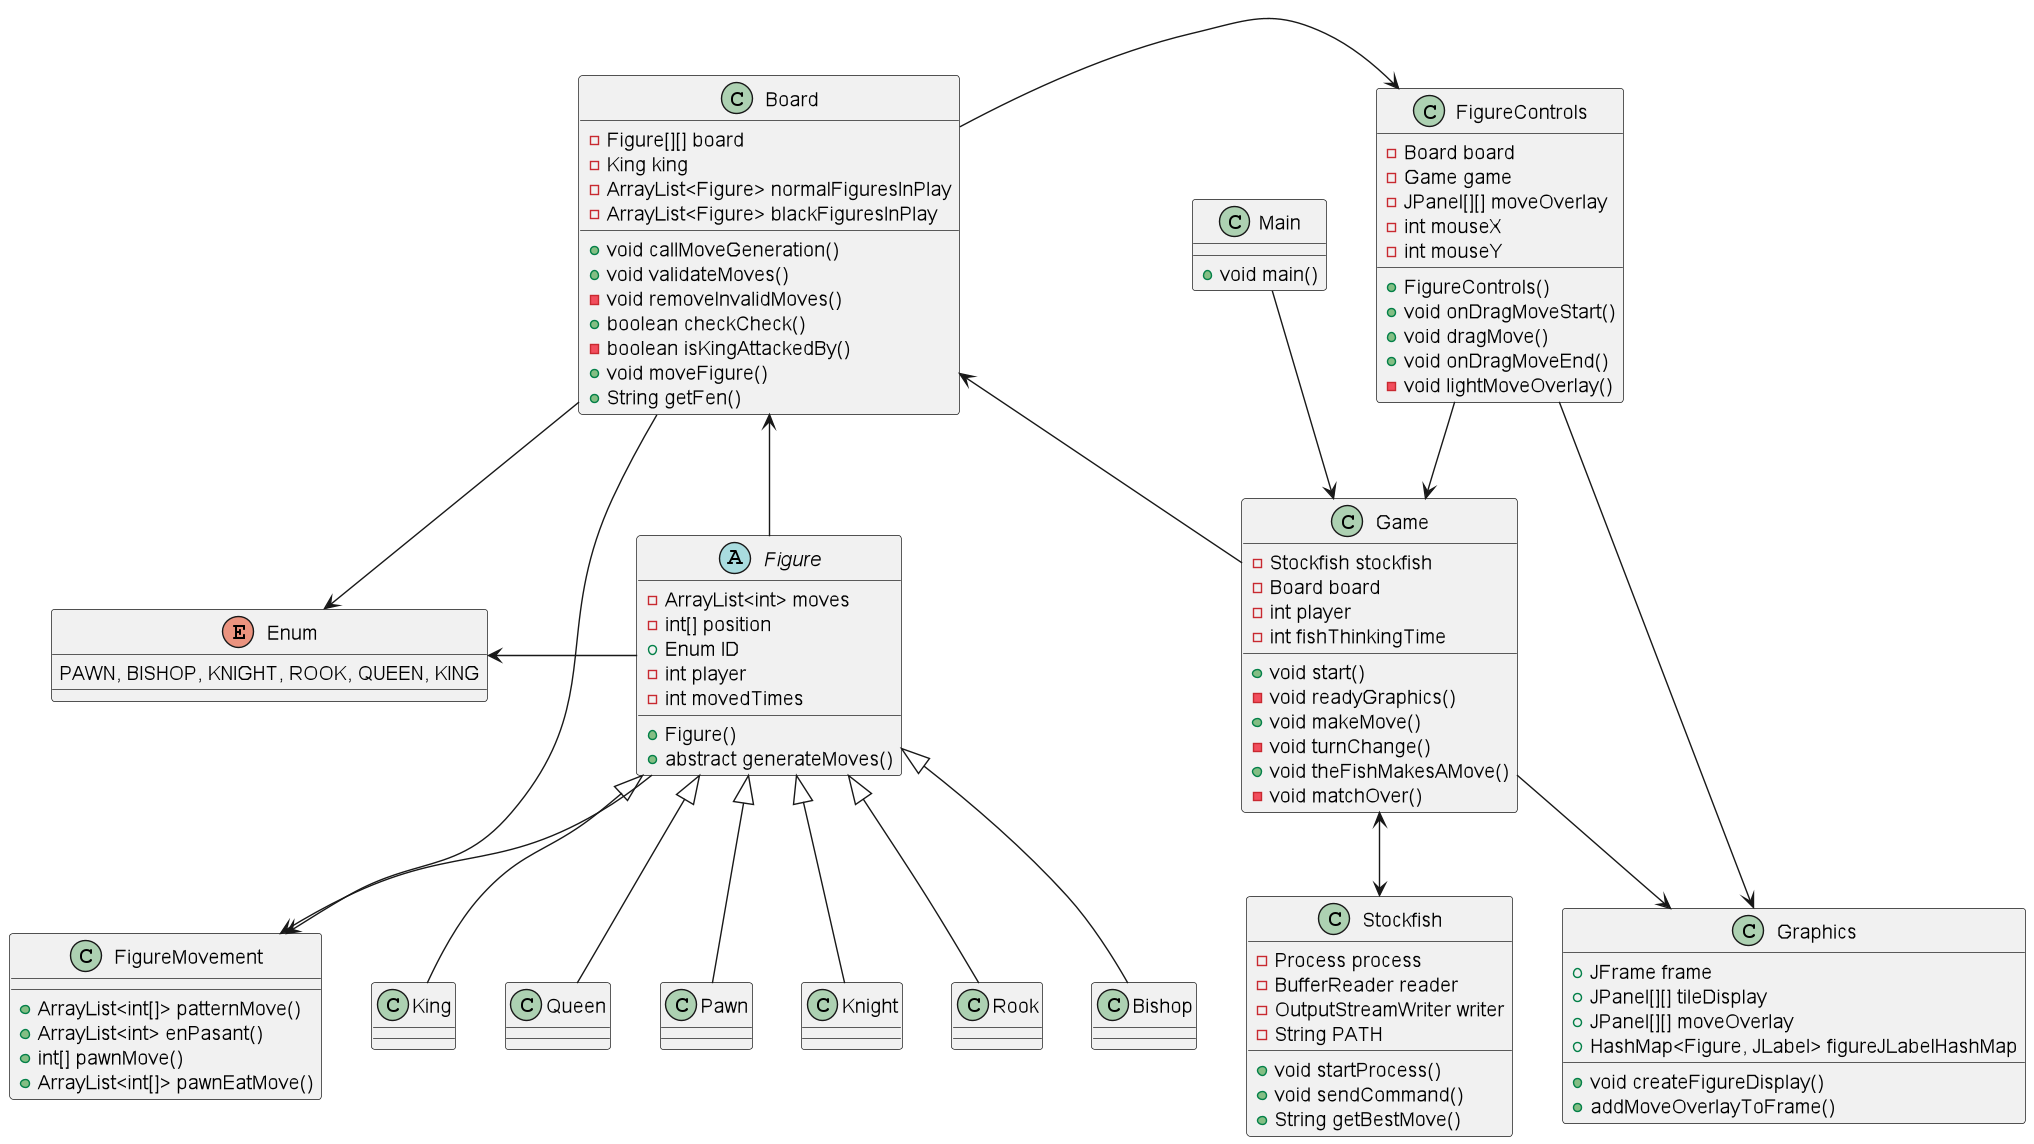 C Board
Figure[][] board
King king
ArrayList<Figure> normalFiguresInPlay
ArrayList<Figure> blackFiguresInPlay
void callMoveGeneration()
void validateMoves()
void removeInvalidMoves()
boolean checkCheck()
boolean isKingAttackedBy()
void moveFigure()
String getFen()
C FigureControls
Board board
Game game
JPanel[][] moveOverlay
int mouseX
int mouseY
FigureControls()
void onDragMoveStart()
void dragMove()
void onDragMoveEnd()
void lightMoveOverlay()
C Main
void main()
C Game
Stockfish stockfish
Board board
int player
int fishThinkingTime
void start()
void readyGraphics()
void makeMove()
void turnChange()
void theFishMakesAMove()
void matchOver()
A Figure
ArrayList<int> moves
int[] position
Enum ID
int player
int movedTimes
Figure()
abstract generateMoves()
E Enum
PAWN, BISHOP, KNIGHT, ROOK, QUEEN, KING
C FigureMovement
ArrayList<int[]> patternMove()
ArrayList<int> enPasant()
int[] pawnMove()
ArrayList<int[]> pawnEatMove()
C King
C Queen
C Pawn
C Knight
C Rook
C Bishop
C Stockfish
Process process
BufferReader reader
OutputStreamWriter writer
String PATH
void startProcess()
void sendCommand()
String getBestMove()
C Graphics
JFrame frame
JPanel[][] tileDisplay
JPanel[][] moveOverlay
HashMap<Figure, JLabel> figureJLabelHashMap
void createFigureDisplay()
addMoveOverlayToFrame()